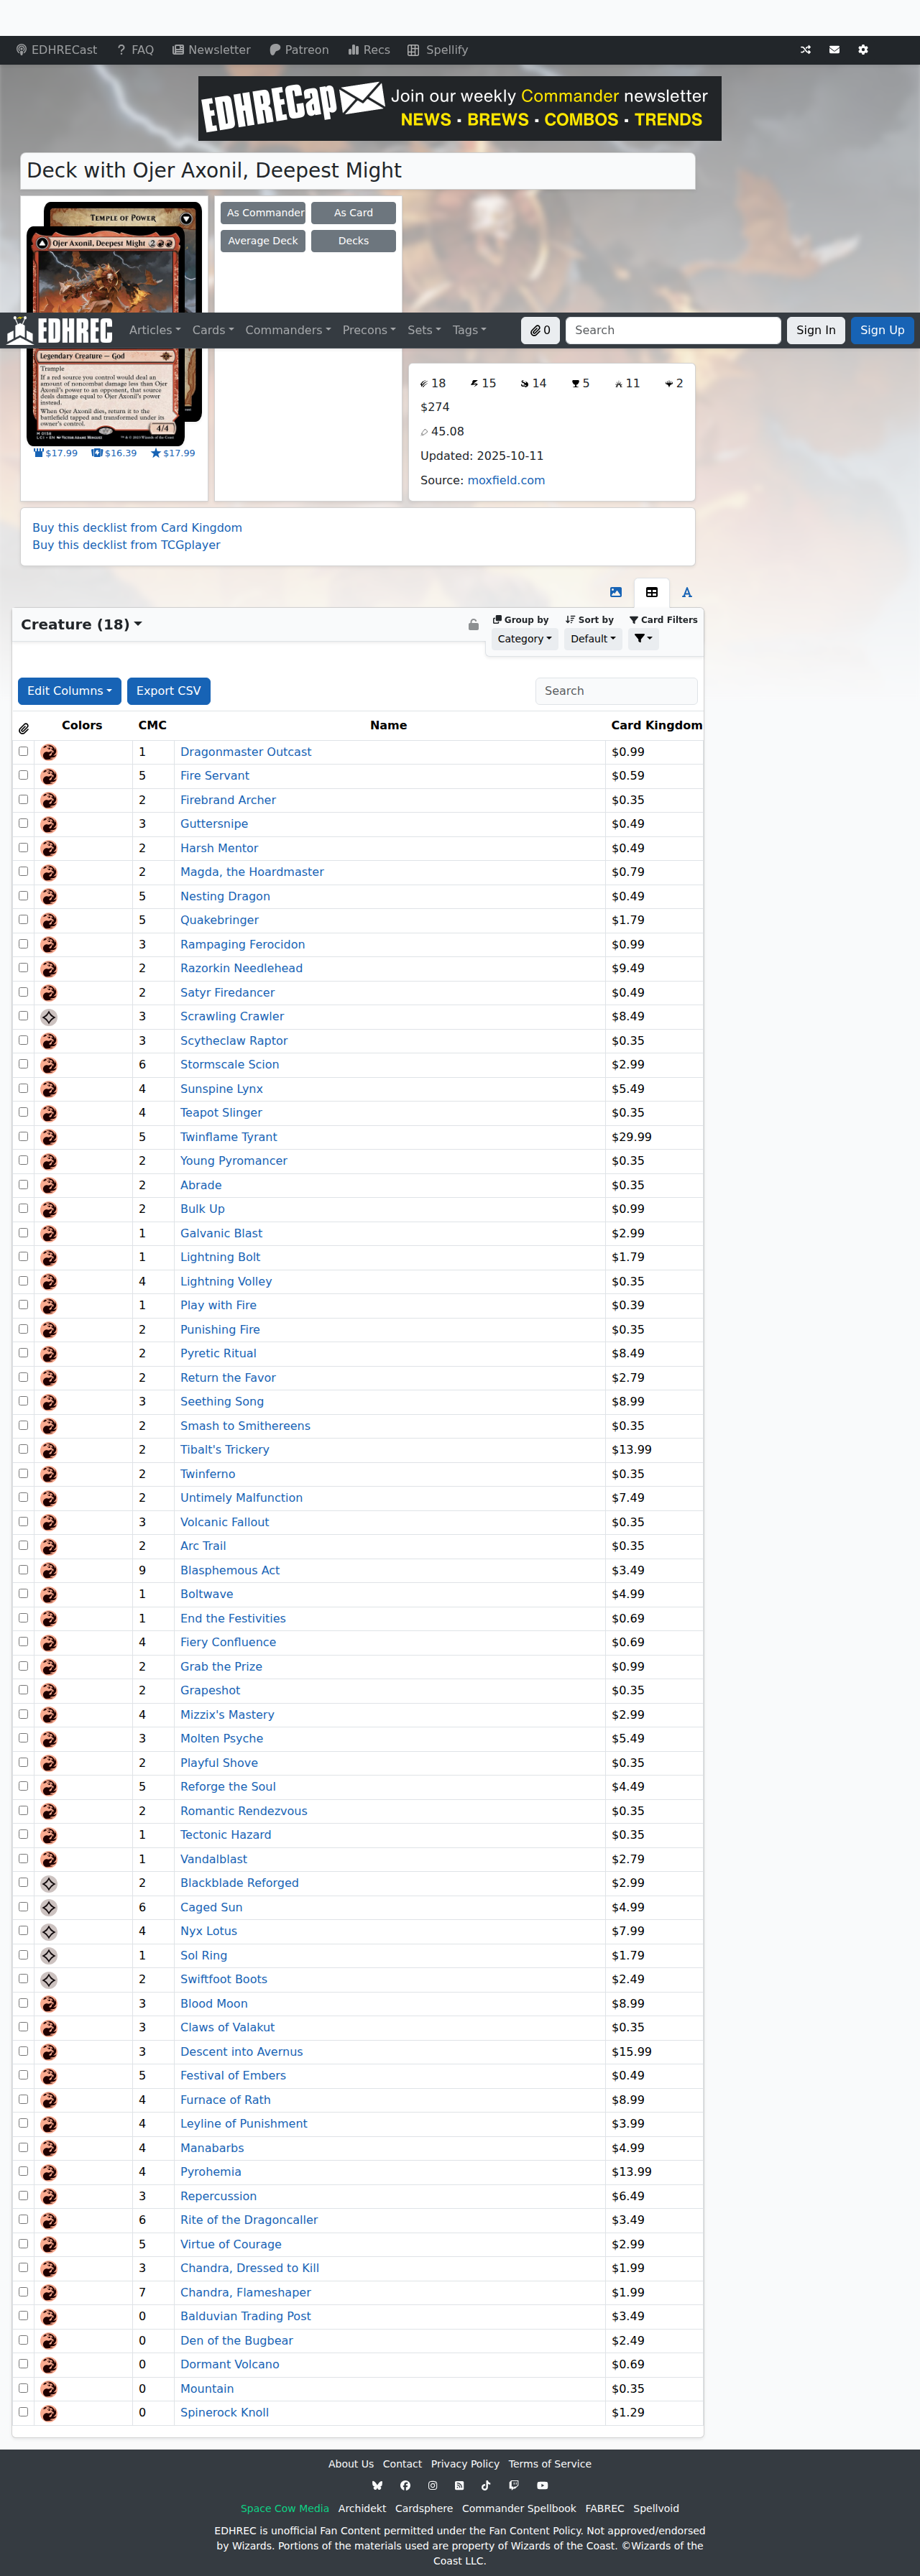 EDHRECast FAQ Newsletter Patreon Recs Spellify
EDHRECap Join our weekly Commander newsletter
NEWS • BREWS • COMBOS • TRENDS
Deck with Ojer Axonil, Deepest Might
TEMPLE OF POWER
Ojer Axonil, Deepest Might
As Commander As Card
Average Deck Decks
EDHREC Articles Cards Commanders Precons Sets Tags 0 Search Sign In Sign Up
Legendary Creature — God
Trample
If a red source you control would deal an
amount of noncombat damage less than Ojer
Axonil's power to an opponent, that source
deals damage equal to Ojer Axonil's power
instead.
When Ojer Axonil dies, return it to the
battlefield tapped and transformed under its
owner's control.
4/4
$17.99 $16.39 $17.99
18 15 14 5 11 2
$274
45.08
Updated: 2025-10-11
Source: moxfield.com
Buy this decklist from Card Kingdom
Buy this decklist from TCGplayer
Creature (18)
Group by Sort by Card Filters
Category Default
Edit Columns Export CSV Search
Colors CMC Name Card Kingdom
1 Dragonmaster Outcast $0.99
5 Fire Servant $0.59
2 Firebrand Archer $0.35
3 Guttersnipe $0.49
2 Harsh Mentor $0.49
2 Magda, the Hoardmaster $0.79
5 Nesting Dragon $0.49
5 Quakebringer $1.79
3 Rampaging Ferocidon $0.99
2 Razorkin Needlehead $9.49
2 Satyr Firedancer $0.49
3 Scrawling Crawler $8.49
3 Scytheclaw Raptor $0.35
6 Stormscale Scion $2.99
4 Sunspine Lynx $5.49
4 Teapot Slinger $0.35
5 Twinflame Tyrant $29.99
2 Young Pyromancer $0.35
2 Abrade $0.35
2 Bulk Up $0.99
1 Galvanic Blast $2.99
1 Lightning Bolt $1.79
4 Lightning Volley $0.35
1 Play with Fire $0.39
2 Punishing Fire $0.35
2 Pyretic Ritual $8.49
2 Return the Favor $2.79
3 Seething Song $8.99
2 Smash to Smithereens $0.35
2 Tibalt's Trickery $13.99
2 Twinferno $0.35
2 Untimely Malfunction $7.49
3 Volcanic Fallout $0.35
2 Arc Trail $0.35
9 Blasphemous Act $3.49
1 Boltwave $4.99
1 End the Festivities $0.69
4 Fiery Confluence $0.69
2 Grab the Prize $0.99
2 Grapeshot $0.35
4 Mizzix's Mastery $2.99
3 Molten Psyche $5.49
2 Playful Shove $0.35
5 Reforge the Soul $4.49
2 Romantic Rendezvous $0.35
1 Tectonic Hazard $0.35
1 Vandalblast $2.79
2 Blackblade Reforged $2.99
6 Caged Sun $4.99
4 Nyx Lotus $7.99
1 Sol Ring $1.79
2 Swiftfoot Boots $2.49
3 Blood Moon $8.99
3 Claws of Valakut $0.35
3 Descent into Avernus $15.99
5 Festival of Embers $0.49
4 Furnace of Rath $8.99
4 Leyline of Punishment $3.99
4 Manabarbs $4.99
4 Pyrohemia $13.99
3 Repercussion $6.49
6 Rite of the Dragoncaller $3.49
5 Virtue of Courage $2.99
3 Chandra, Dressed to Kill $1.99
7 Chandra, Flameshaper $1.99
0 Balduvian Trading Post $3.49
0 Den of the Bugbear $2.49
0 Dormant Volcano $0.69
0 Mountain $0.35
0 Spinerock Knoll $1.29
About Us Contact Privacy Policy Terms of Service
Space Cow Media Archidekt Cardsphere Commander Spellbook FABREC Spellvoid
EDHREC is unofficial Fan Content permitted under the Fan Content Policy. Not approved/endorsed
by Wizards. Portions of the materials used are property of Wizards of the Coast. ©Wizards of the
Coast LLC.